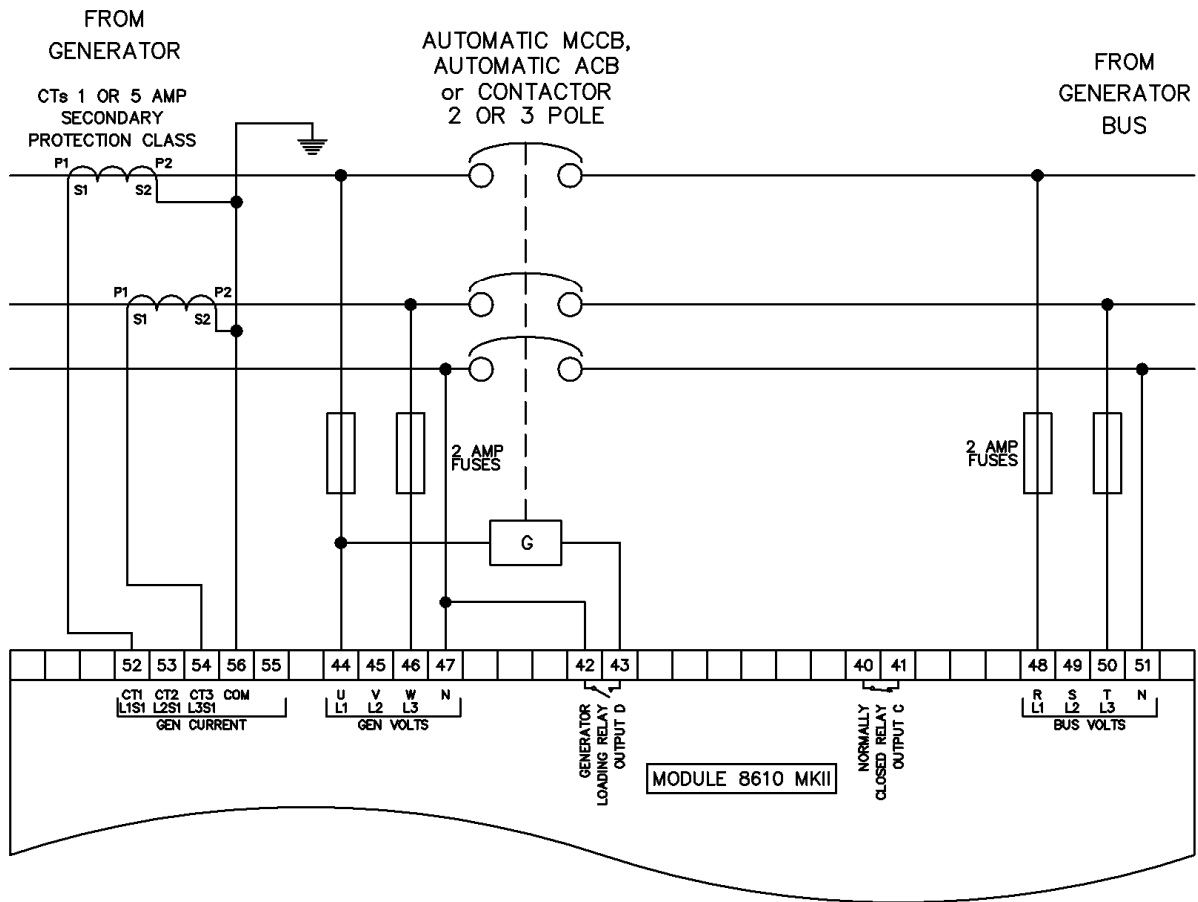 FROM
GENERATOR
CTs 1 OR 5 AMP
SECONDARY
PROTECTION CLASS
AUTOMATIC MCCB,
AUTOMATIC ACB
or CONTACTOR
2 OR 3 POLE
FROM
GENERATOR
BUS
P1 P2
S1 S2
P1 P2
S1 S2
2 AMP
FUSES
2 AMP
FUSES
G
52 53 54 56 55 44 45 46 47 42 43 40 41 48 49 50 51
CT1 CT2 CT3 COM
L1S1 L2S1 L3S1
GEN CURRENT
U V W N
L1 L2 L3
GEN VOLTS
GENERATOR
LOADING RELAY
OUTPUT D
NORMALLY
CLOSED RELAY
OUTPUT C
R S T N
L1 L2 L3
BUS VOLTS
MODULE 8610 MKII